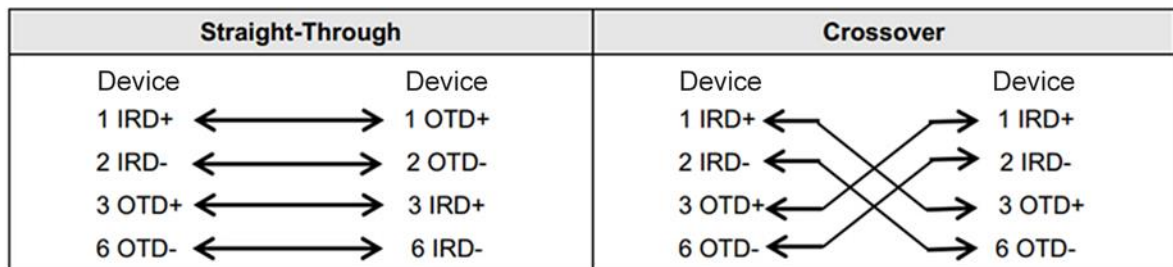 Straight-Through Crossover
Device Device Device Device
1 IRD+ 1 OTD+ 1 IRD+ 1 IRD+
2 IRD- 2 OTD- 2 IRD- 2 IRD-
3 OTD+ 3 IRD+ 3 OTD+ 3 OTD+
6 OTD- 6 IRD- 6 OTD- 6 OTD-